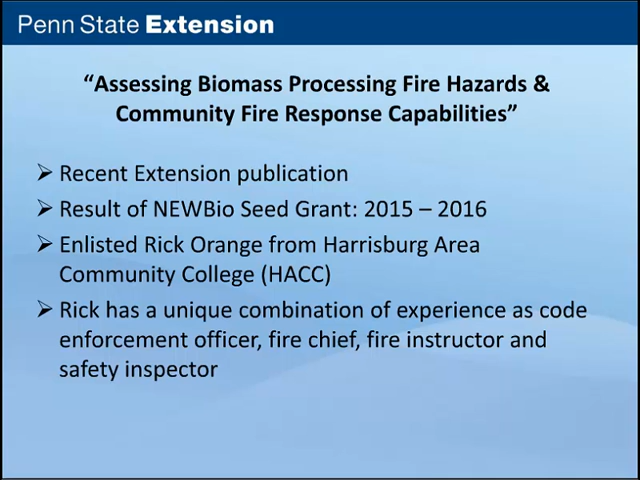 Penn State Extension
“Assessing Biomass Processing Fire Hazards &
Community Fire Response Capabilities”
➢ Recent Extension publication
➢ Result of NEWBio Seed Grant: 2015 – 2016
➢ Enlisted Rick Orange from Harrisburg Area
Community College (HACC)
➢ Rick has a unique combination of experience as code
enforcement officer, fire chief, fire instructor and
safety inspector